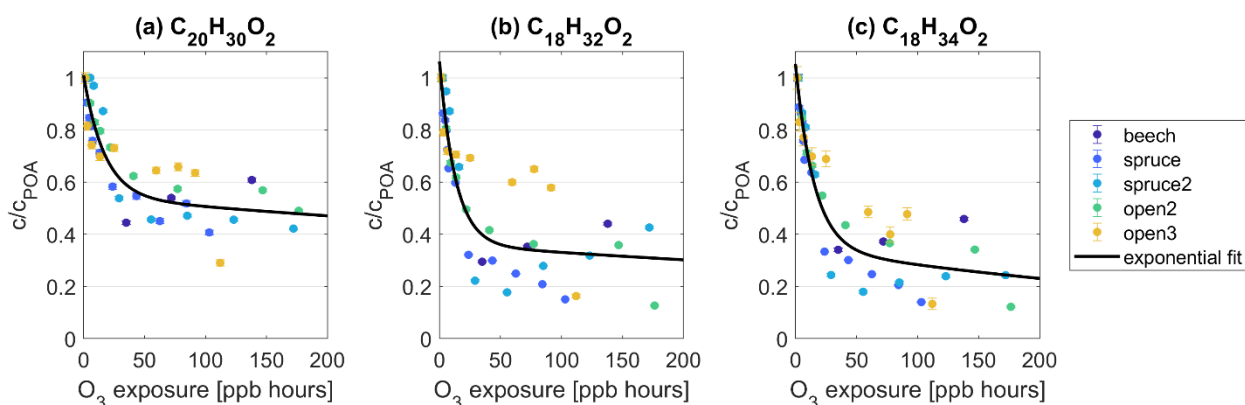 (a) C₂₀H₃₀O₂
(b) C₁₈H₃₂O₂
(c) C₁₈H₃₄O₂
c/c_POA
1
0.8
0.6
0.4
0.2
0
0 50 100 150 200
O₃ exposure [ppb hours]
c/c_POA
1
0.8
0.6
0.4
0.2
0
0 50 100 150 200
O₃ exposure [ppb hours]
c/c_POA
1
0.8
0.6
0.4
0.2
0
0 50 100 150 200
O₃ exposure [ppb hours]
beech
spruce
spruce2
open2
open3
exponential fit